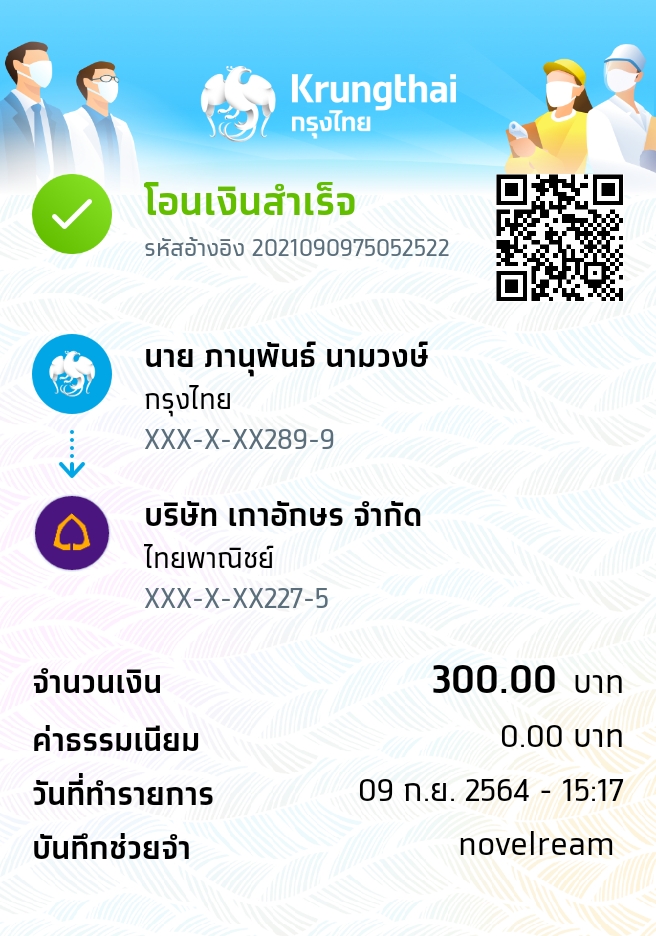 Krungthai
กรุงไทย
โอนเงินสำเร็จ
รหัสอ้างอิง 2021090975052522
นาย ภานุพันธ์ นามวงษ์
กรุงไทย
XXX-X-XX289-9
บริษัท เกาอักษร จำกัด
ไทยพาณิชย์
XXX-X-XX227-5
จำนวนเงิน 300.00 บาท
ค่าธรรมเนียม 0.00 บาท
วันที่ทำรายการ 09 ก.ย. 2564 - 15:17
บันทึกช่วยจำ novelream